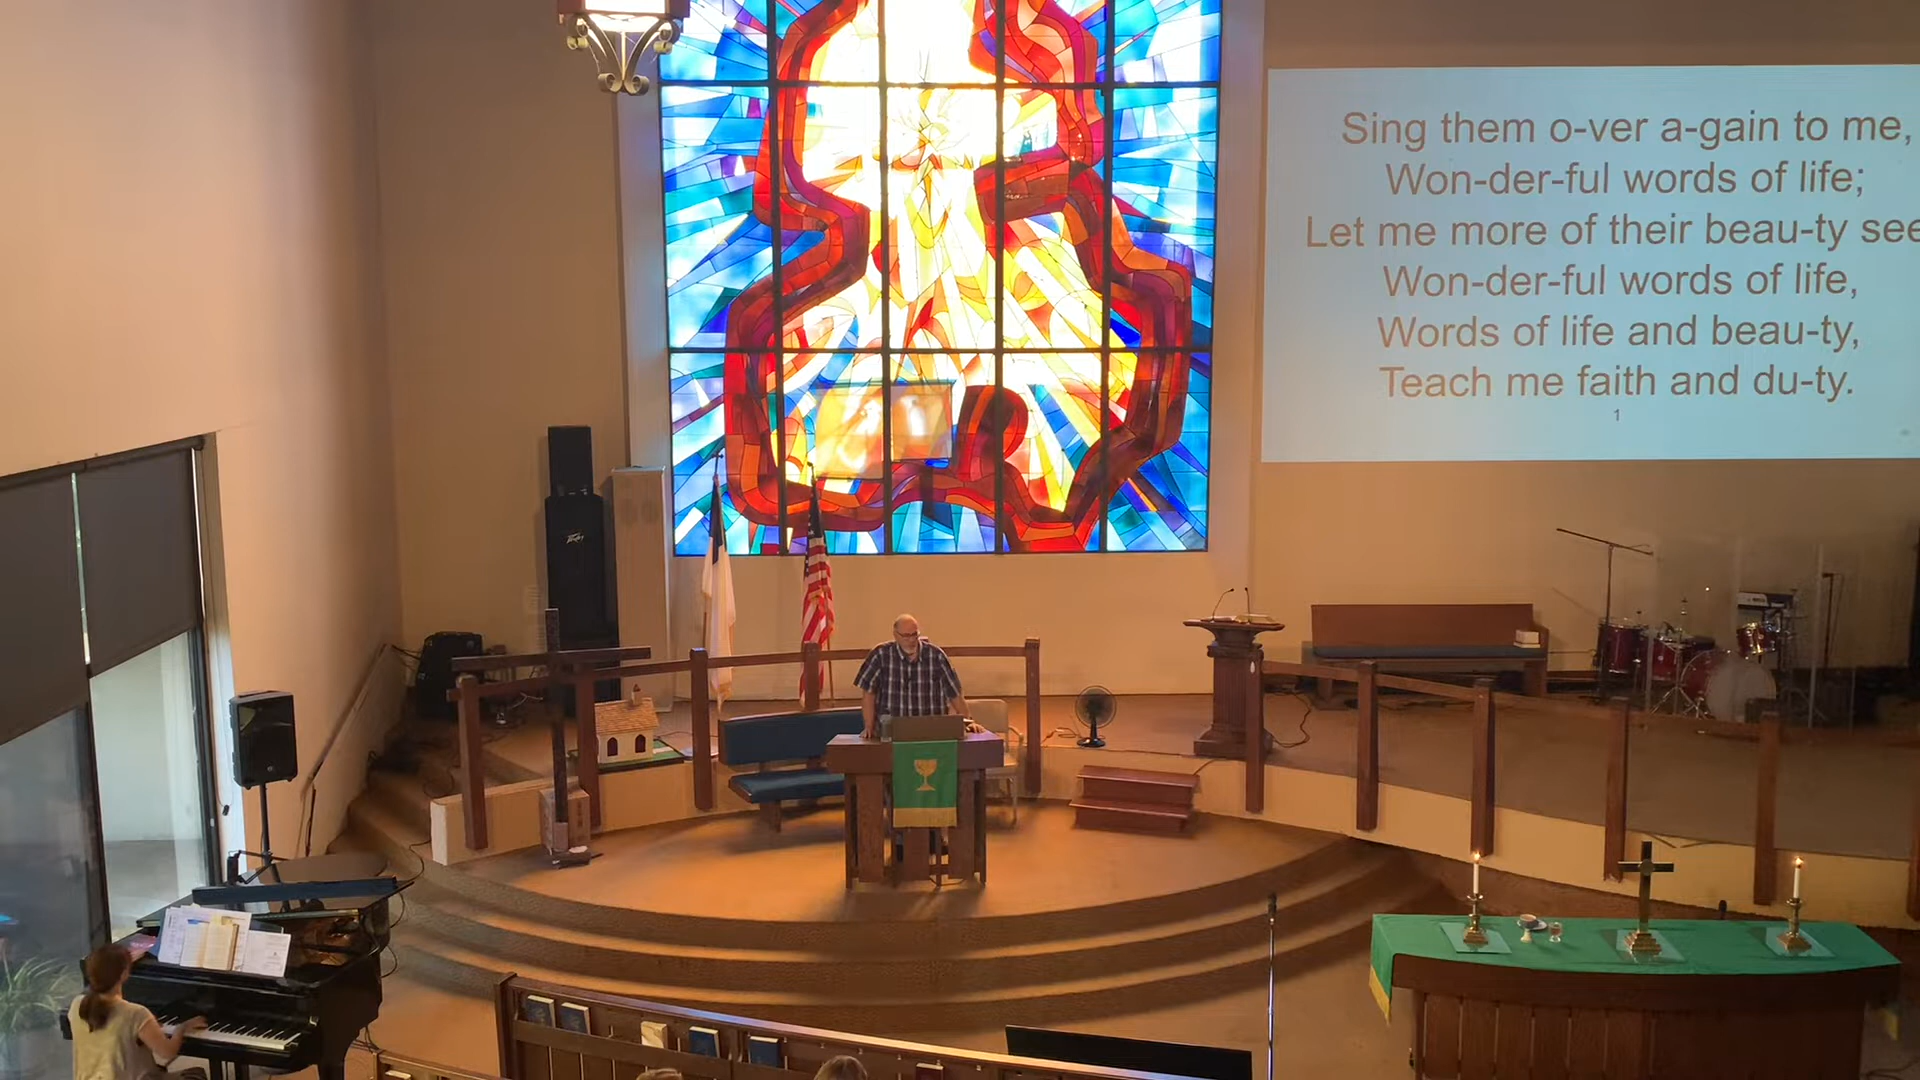 Sing them o-ver a-gain to me,
Won-der-ful words of life;
Let me more of their beau-ty see
Won-der-ful words of life,
Words of life and beau-ty,
Teach me faith and du-ty.
1
Peavey